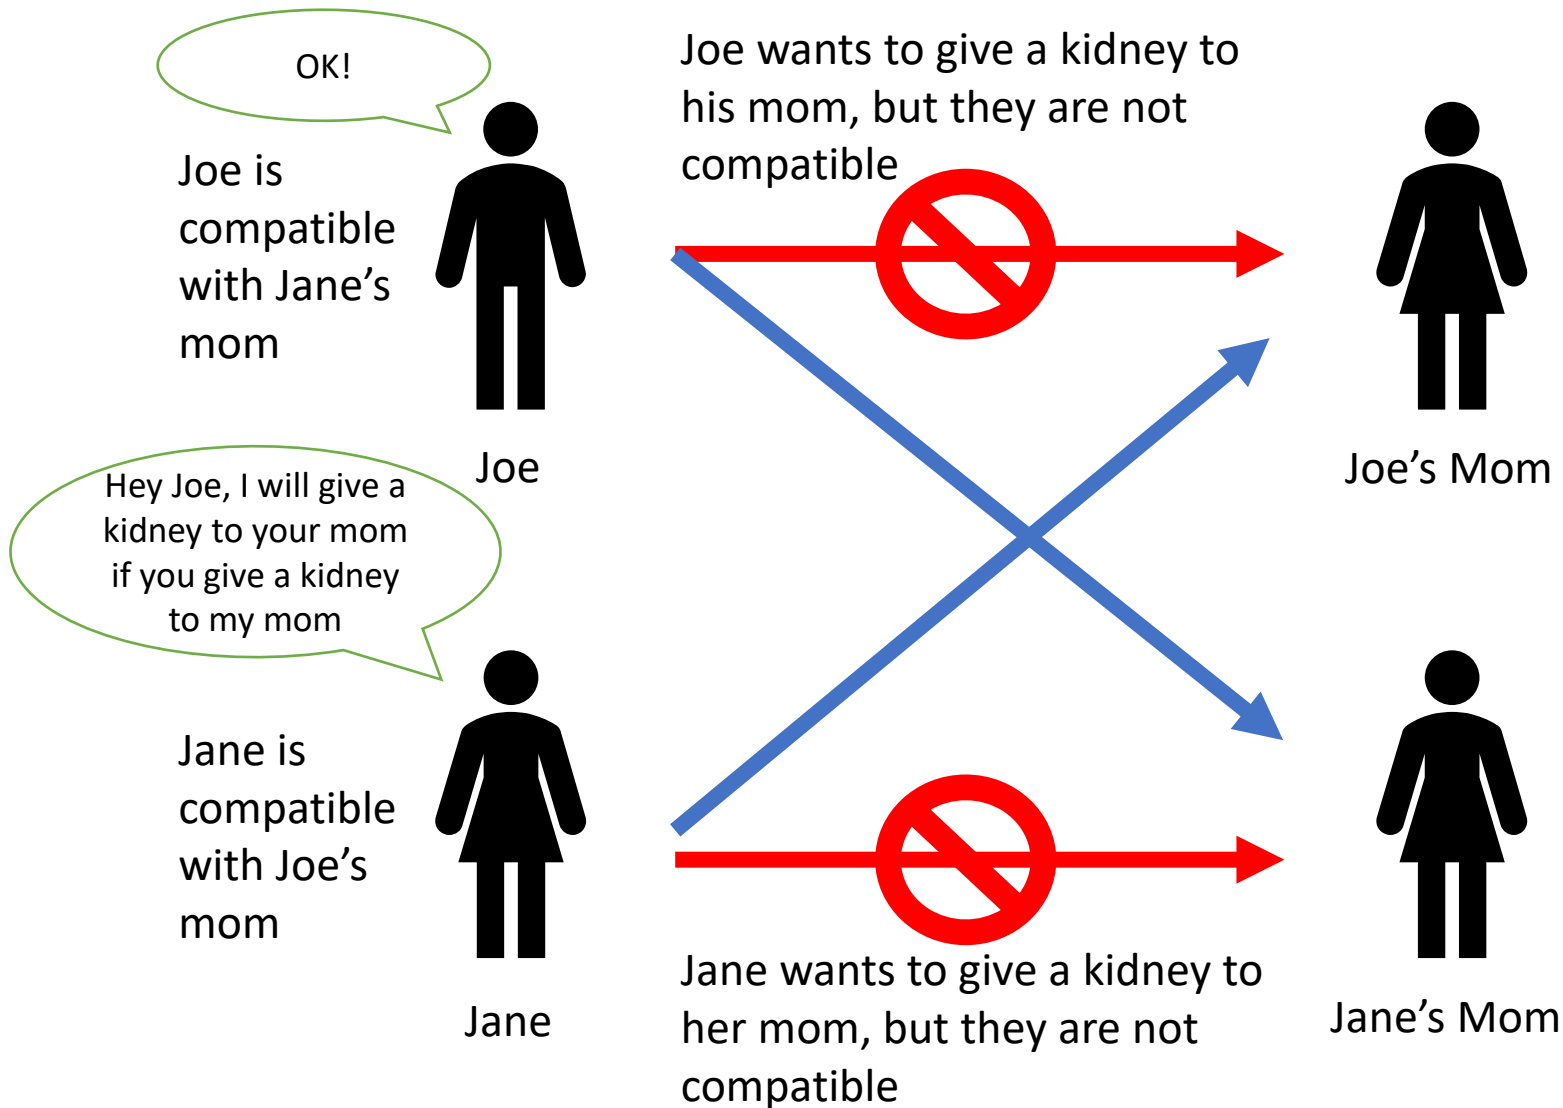 OK!
Joe wants to give a kidney to
his mom, but they are not
compatible
Joe is
compatible
with Jane’s
mom
Joe
Joe’s Mom
Hey Joe, I will give a
kidney to your mom
if you give a kidney
to my mom
Jane is
compatible
with Joe’s
mom
Jane
Jane wants to give a kidney to
her mom, but they are not
compatible
Jane’s Mom